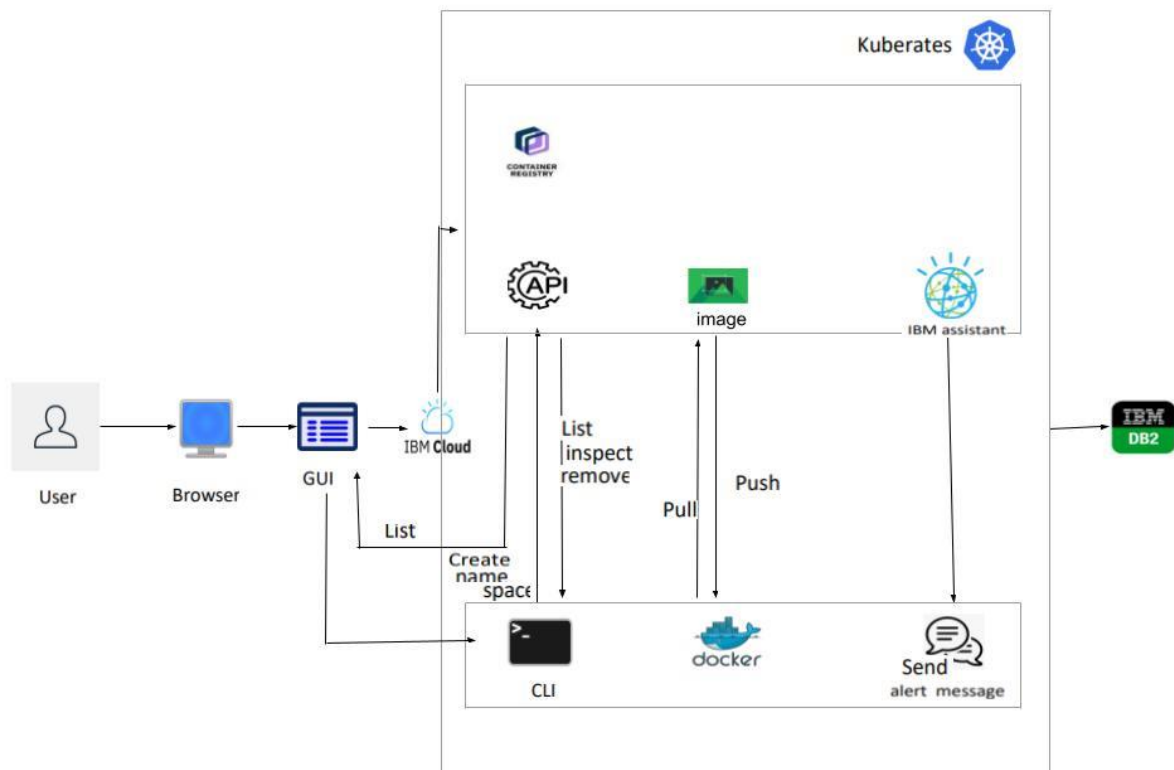 Kuberates
CONTAINER
REGISTRY
API
image
IBM assistant
IBM Cloud
User
Browser
GUI
List
List
inspect
remove
Create
name
space
Pull
Push
IBM
DB2
>_
CLI
docker
Send
alert message